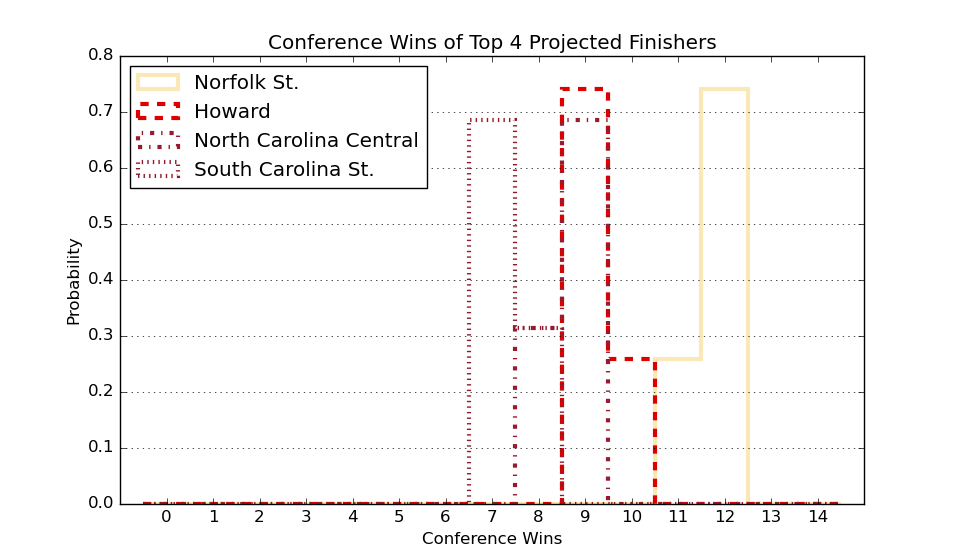 Conference Wins of Top 4 Projected Finishers
Norfolk St.
Howard
North Carolina Central
South Carolina St.
Probability
0.8
0.7
0.6
0.5
0.4
0.3
0.2
0.1
0.0
0 1 2 3 4 5 6 7 8 9 10 11 12 13 14
Conference Wins